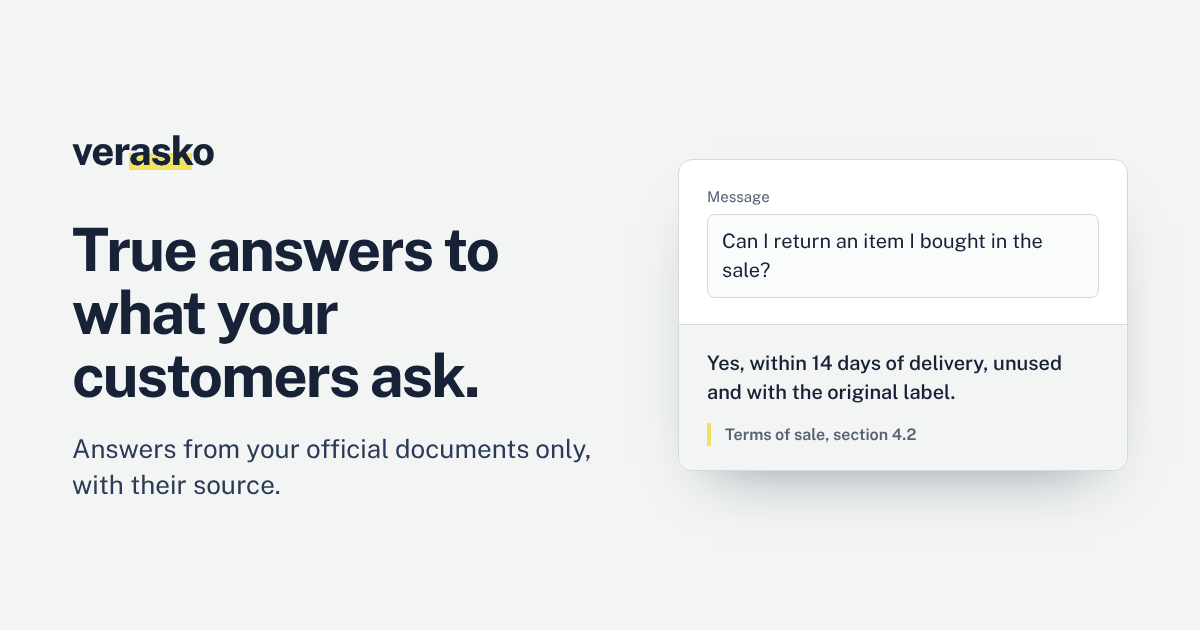 verasko
True answers to
what your
customers ask.
Answers from your official documents only,
with their source.
Message
Can I return an item I bought in the
sale?
Yes, within 14 days of delivery, unused
and with the original label.
Terms of sale, section 4.2